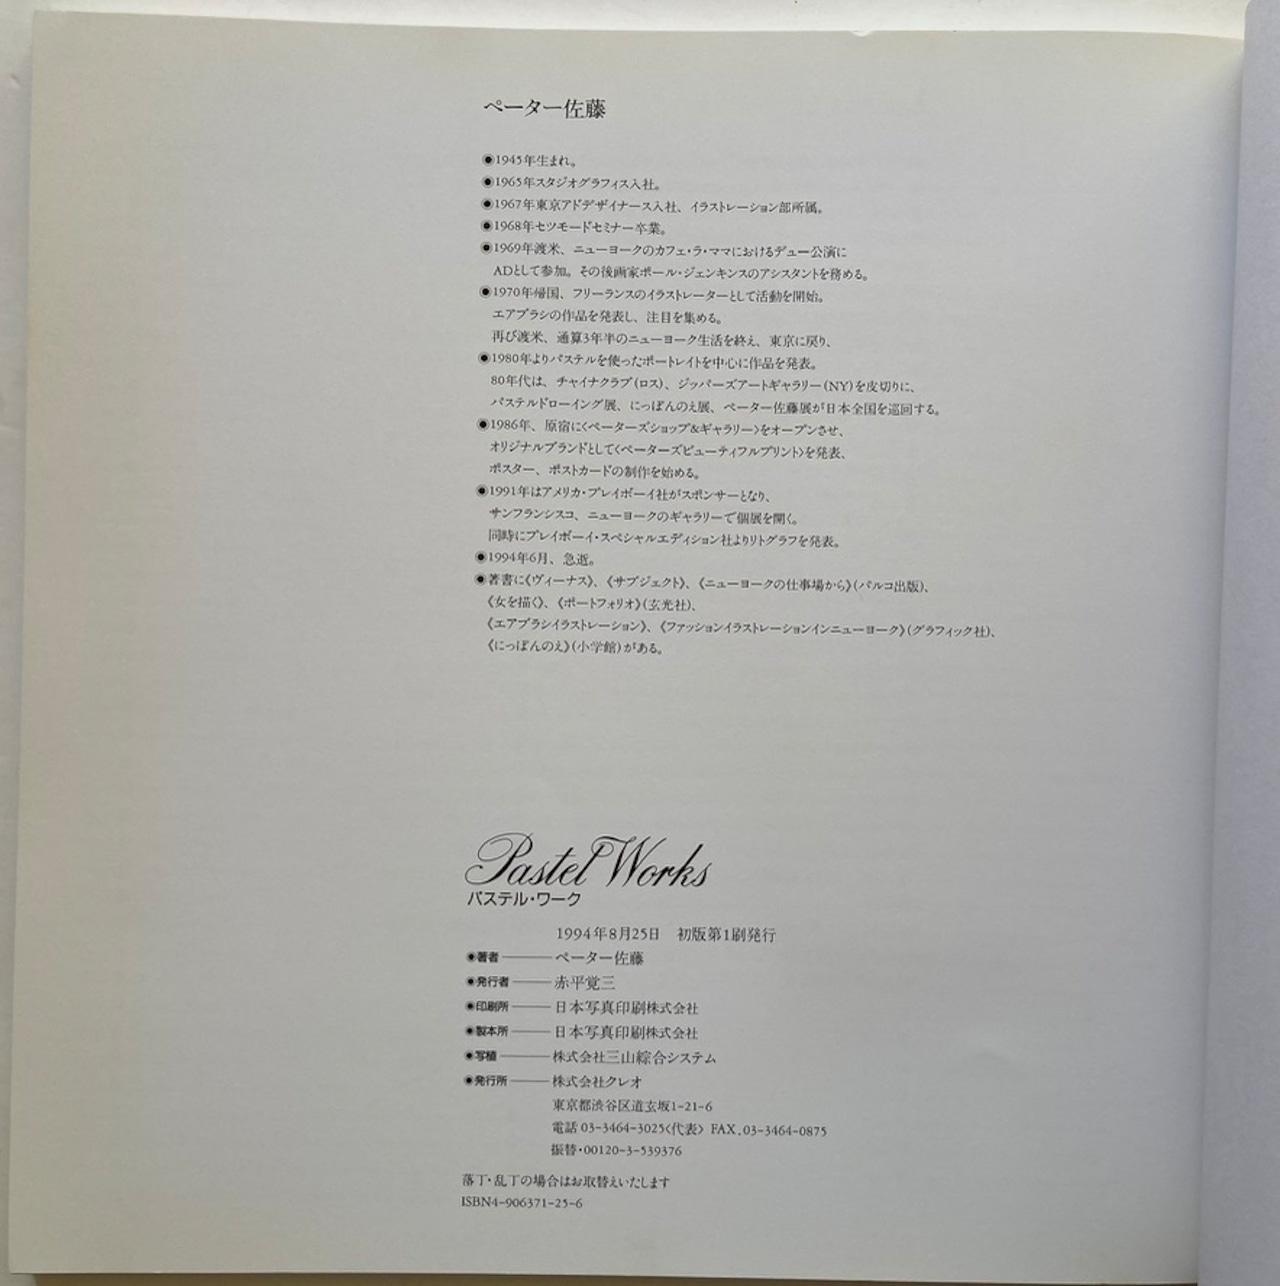 ペーター佐藤
◉1945年生まれ。
◉1965年スタジオグラフィス入社。
◉1967年東京アドデザイナース入社、イラストレーション部所属。
◉1968年セツモードセミナー卒業。
◉1969年渡米、ニューヨークのカフェ・ラ・ママにおけるデュー公演に
ADとして参加。その後画家ポール・ジェンキンスのアシスタントを務める。
◉1970年帰国、フリーランスのイラストレーターとして活動を開始。
エアブラシの作品を発表し、注目を集める。
再び渡米、通算3年半のニューヨーク生活を終え、東京に戻り、
◉1980年よりパステルを使ったポートレイトを中心に作品を発表。
80年代は、チャイナクラブ(ロス)、ジッパーズアートギャラリー(NY)を皮切りに、
パステルドローイング展、にっぽんのえ展、ペーター佐藤展が日本全国を巡回する。
◉1986年、原宿に〈ペーターズショップ&ギャラリー〉をオープンさせ、
オリジナルブランドとして〈ペーターズビューティフルプリント〉を発表、
ポスター、ポストカードの制作を始める。
◉1991年はアメリカ・プレイボーイ社がスポンサーとなり、
サンフランシスコ、ニューヨークのギャラリーで個展を開く。
同時にプレイボーイ・スペシャルエディション社よりリトグラフを発表。
◉1994年6月、急逝。
◉著書に《ヴィーナス》、《サブジェクト》、《ニューヨークの仕事場から》(パルコ出版)、
《女を描く》、《ポートフォリオ》(玄光社)、
《エアブラシイラストレーション》、《ファッションイラストレーションインニューヨーク》(グラフィック社)、
《にっぽんのえ》(小学館)がある。
Pastel Works
パステル・ワーク
1994年8月25日　初版第1刷発行
◉著者――ペーター佐藤
◉発行者――赤平覚三
◉印刷所――日本写真印刷株式会社
◉製本所――日本写真印刷株式会社
◉写植――株式会社三山綜合システム
◉発行所――株式会社クレオ
東京都渋谷区道玄坂1-21-6
電話 03-3464-3025〈代表〉 FAX.03-3464-0875
振替・00120-3-539376
落丁・乱丁の場合はお取替えいたします
ISBN4-906371-25-6